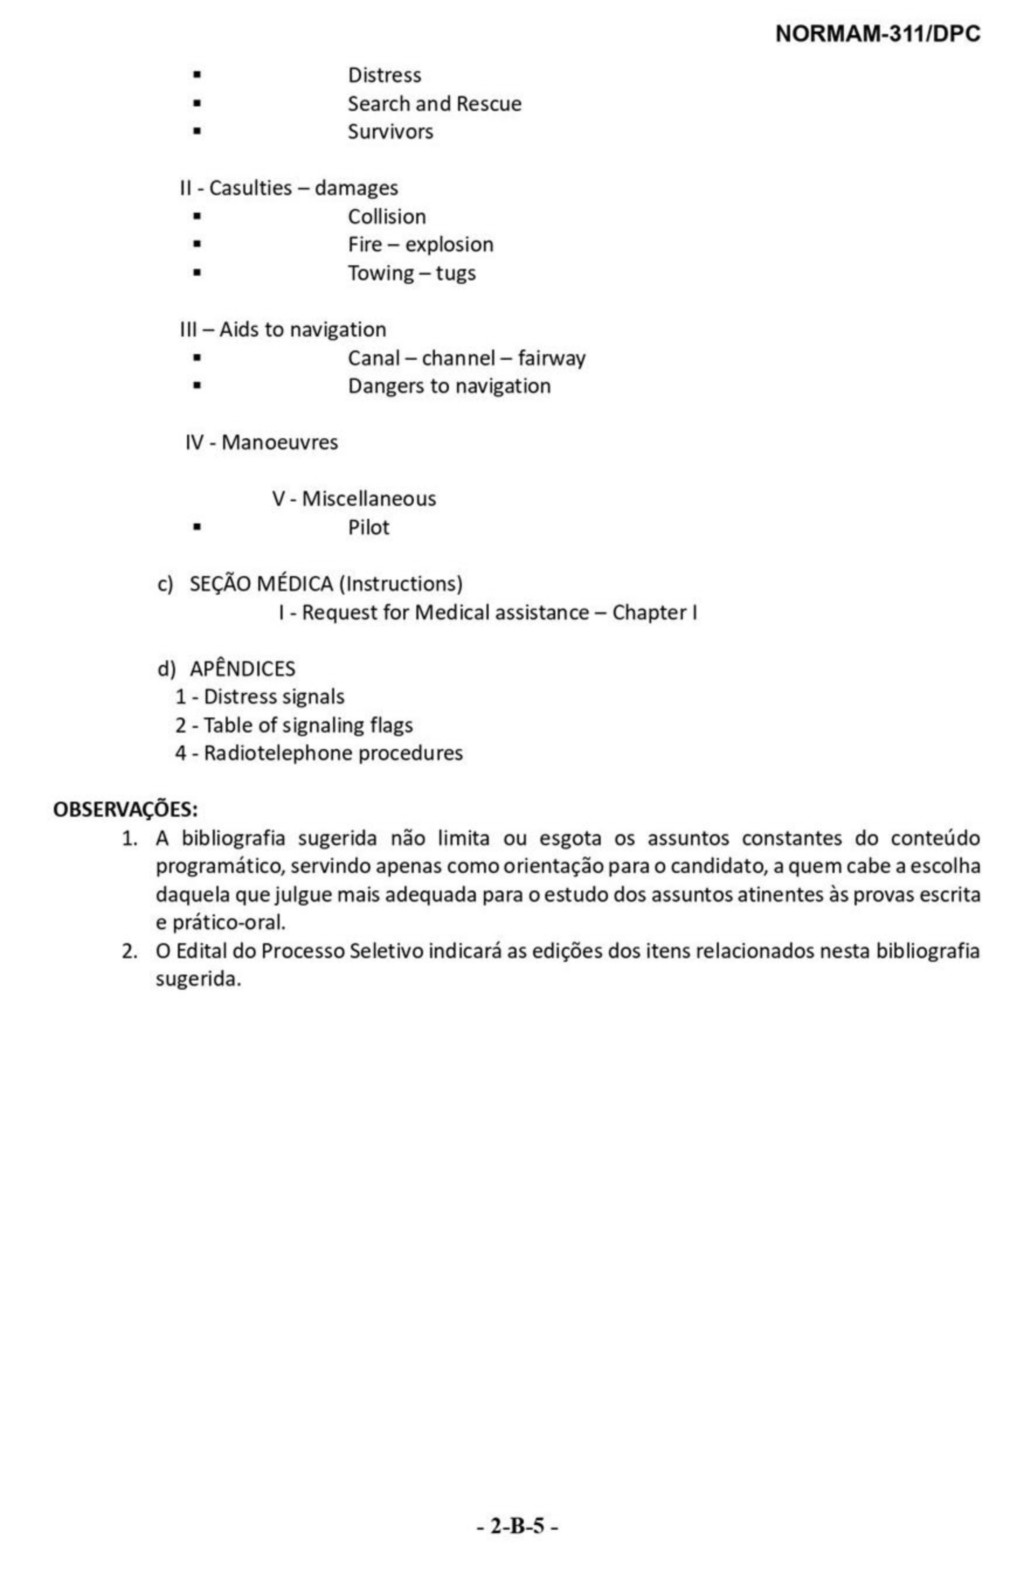 NORMAM-311/DPC
▪ Distress
▪ Search and Rescue
▪ Survivors
II - Casulties – damages
▪ Collision
▪ Fire – explosion
▪ Towing – tugs
III – Aids to navigation
▪ Canal – channel – fairway
▪ Dangers to navigation
IV - Manoeuvres
V - Miscellaneous
▪ Pilot
c) SEÇÃO MÉDICA (Instructions)
I - Request for Medical assistance – Chapter I
d) APÊNDICES
1 - Distress signals
2 - Table of signaling flags
4 - Radiotelephone procedures
OBSERVAÇÕES:
1. A bibliografia sugerida não limita ou esgota os assuntos constantes do conteúdo
programático, servindo apenas como orientação para o candidato, a quem cabe a escolha
daquela que julgue mais adequada para o estudo dos assuntos atinentes às provas escrita
e prático-oral.
2. O Edital do Processo Seletivo indicará as edições dos itens relacionados nesta bibliografia
sugerida.
- 2-B-5 -